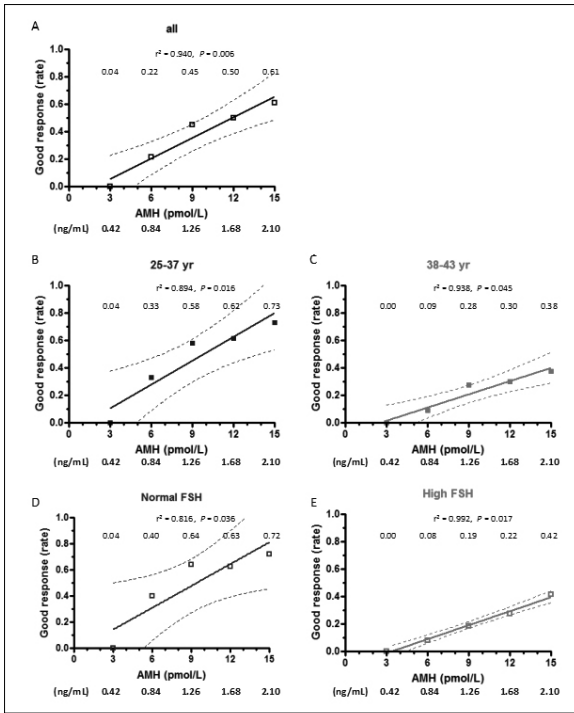 A
all
r² = 0.940, P = 0.006
0.04 0.22 0.45 0.50 0.61
Good response (rate)
1.0
0.8
0.6
0.4
0.2
0.0
0 3 6 9 12 15
AMH (pmol/L)
(ng/mL) 0.42 0.84 1.26 1.68 2.10
B
25-37 yr
r² = 0.894, P = 0.016
0.04 0.33 0.58 0.62 0.73
Good response (rate)
1.0
0.8
0.6
0.4
0.2
0.0
0 3 6 9 12 15
AMH (pmol/L)
(ng/mL) 0.42 0.84 1.26 1.68 2.10
C
38-43 yr
r² = 0.938, P = 0.045
0.00 0.09 0.28 0.30 0.38
Good response (rate)
1.0
0.8
0.6
0.4
0.2
0.0
0 3 6 9 12 15
AMH (pmol/L)
(ng/mL) 0.42 0.84 1.26 1.68 2.10
D
Normal FSH
r² = 0.816, P = 0.036
0.04 0.40 0.64 0.63 0.72
Good response (rate)
1.0
0.8
0.6
0.4
0.2
0.0
0 3 6 9 12 15
AMH (pmol/L)
(ng/mL) 0.42 0.84 1.26 1.68 2.10
E
High FSH
r² = 0.992, P = 0.017
0.00 0.08 0.19 0.22 0.42
Good response (rate)
1.0
0.8
0.6
0.4
0.2
0.0
0 3 6 9 12 15
AMH (pmol/L)
(ng/mL) 0.42 0.84 1.26 1.68 2.10